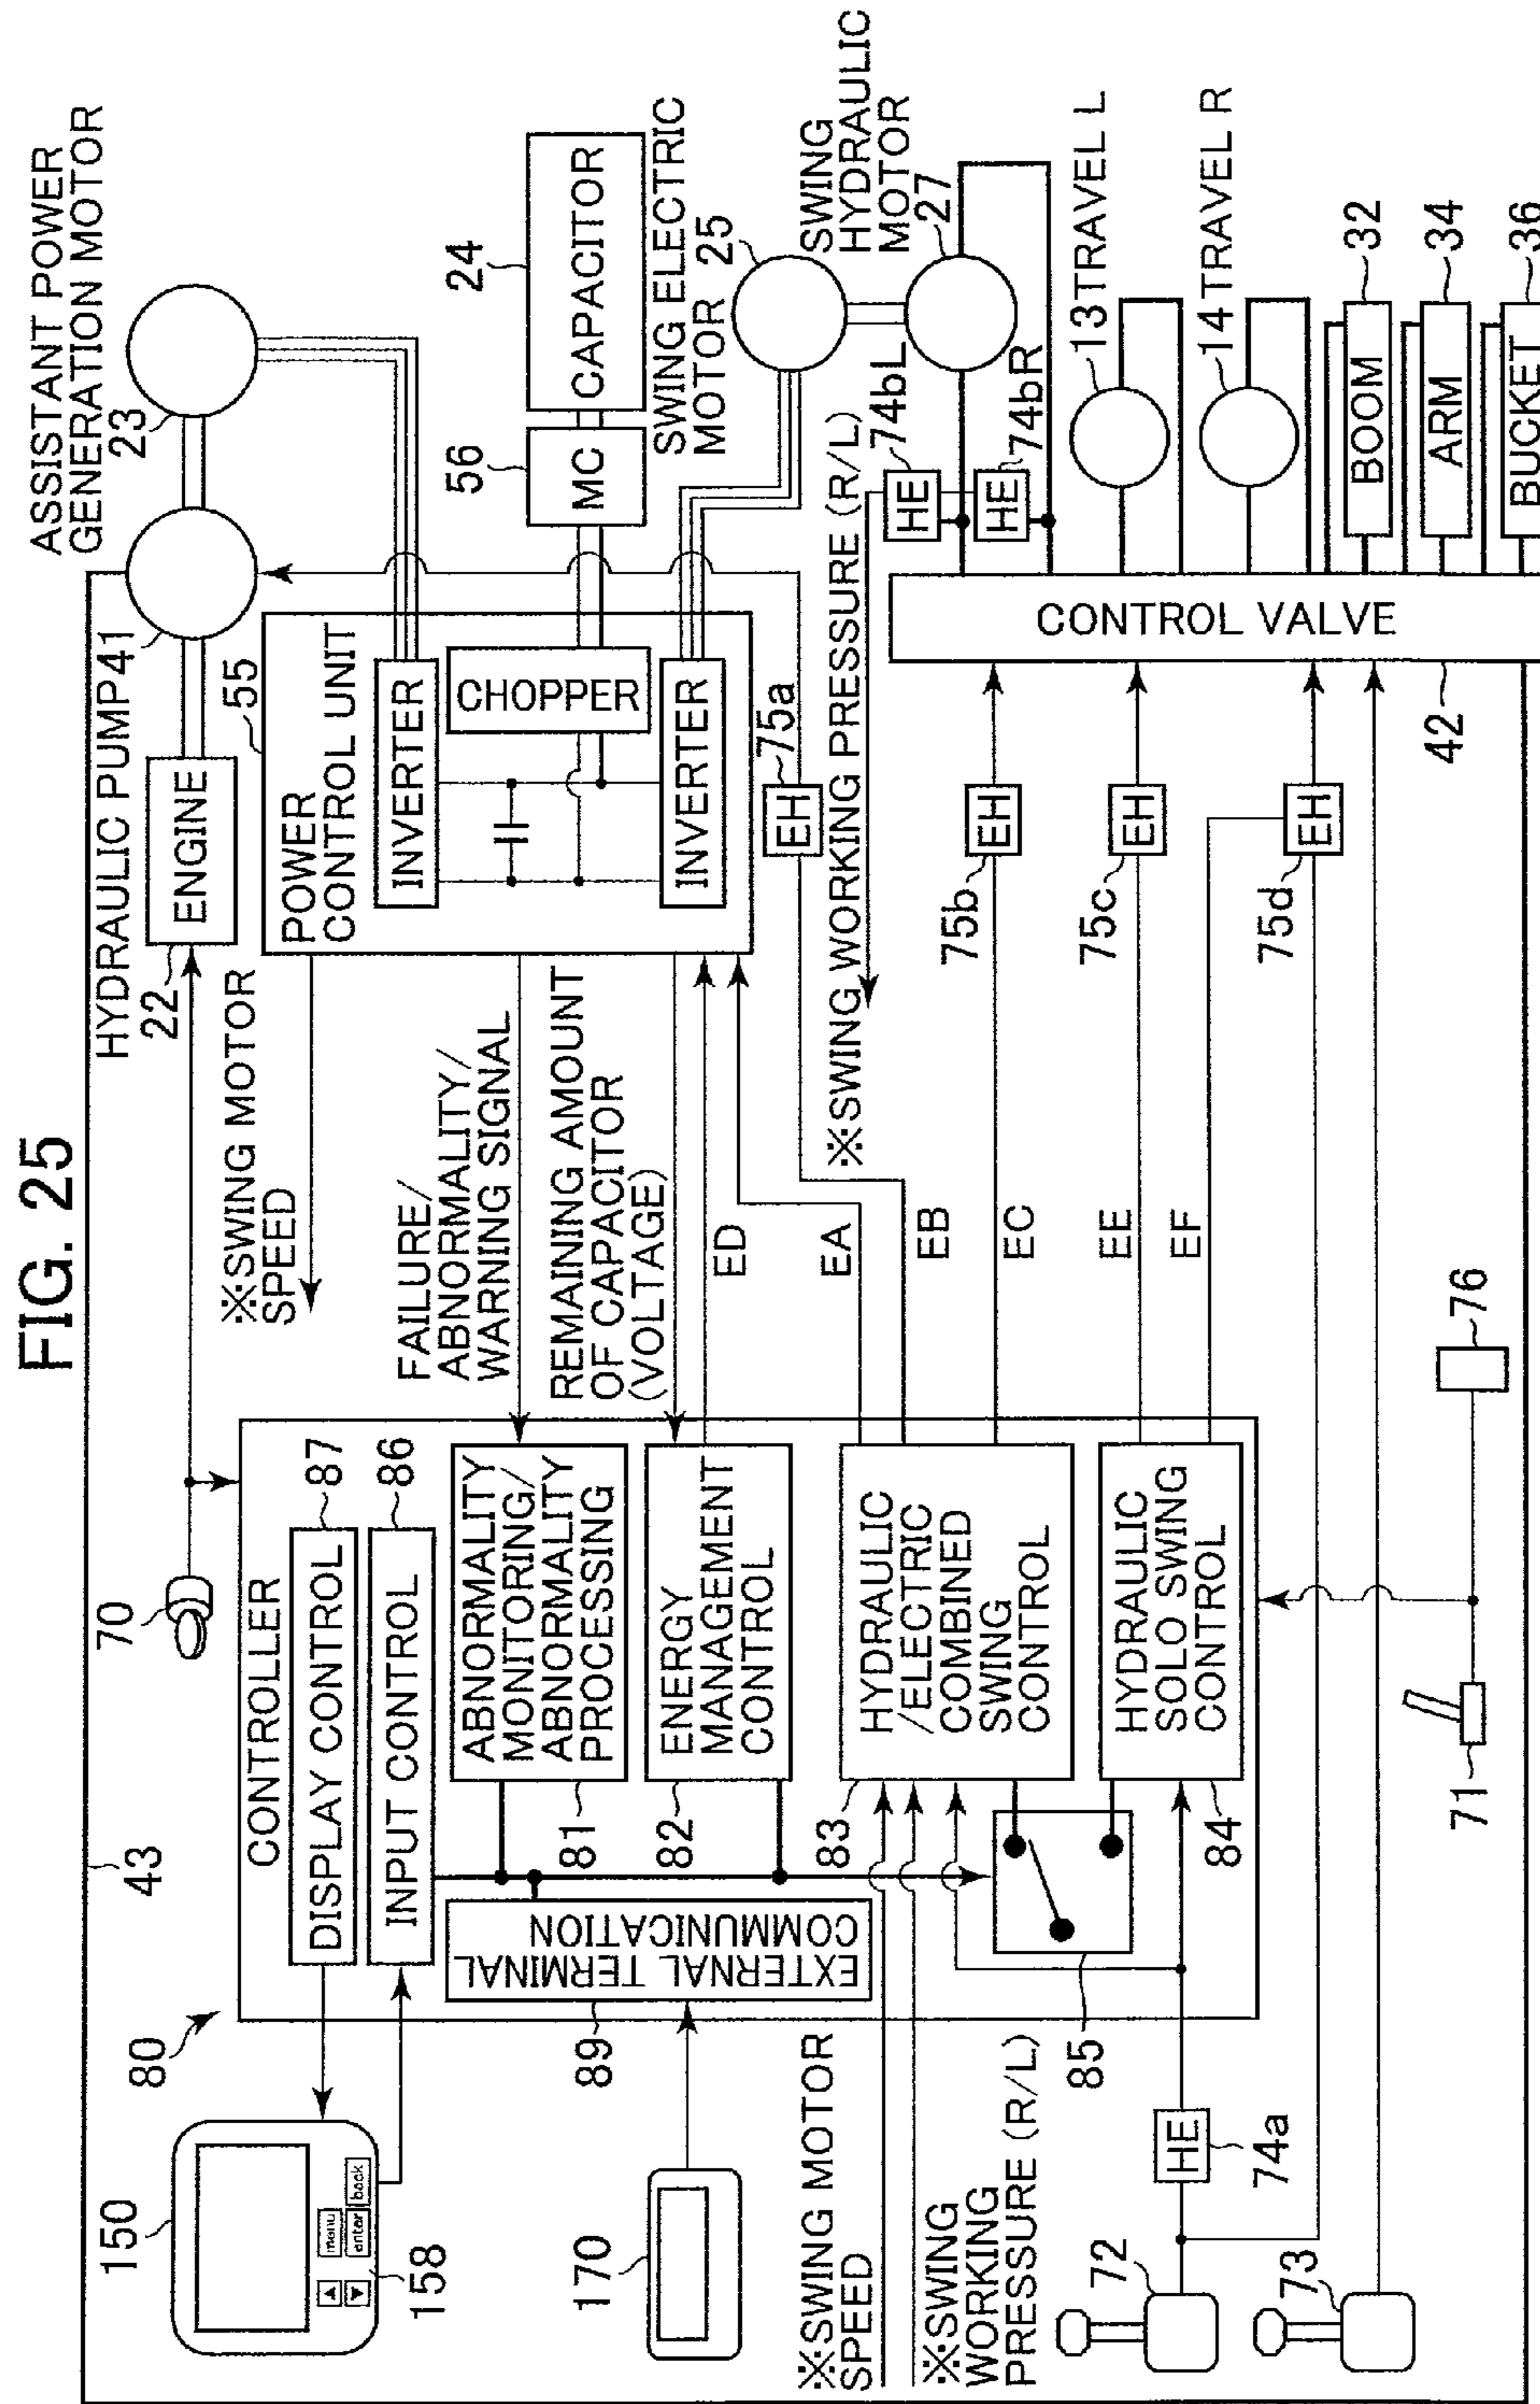 FIG. 25
43
80
150
menu
enter
back
158
170
CONTROLLER
DISPLAY CONTROL
87
INPUT CONTROL
86
70
ABNORMALITY
MONITORING/
ABNORMALITY
PROCESSING
81
ENERGY
MANAGEMENT
CONTROL
82
EXTERNAL TERMINAL
COMMUNICATION
89
HYDRAULIC
/ELECTRIC
COMBINED
SWING
CONTROL
83
HYDRAULIC
SOLO SWING
CONTROL
84
85
※SWING MOTOR
SPEED
※SWING
WORKING
PRESSURE (R/L)
HE
74a
72
73
71
76
※SWING MOTOR
SPEED
FAILURE/
ABNORMALITY/
WARNING SIGNAL
REMAINING AMOUNT
OF CAPACITOR
(VOLTAGE)
ED
EA
EB
EC
EE
EF
HYDRAULIC PUMP41
22
ENGINE
ASSISTANT POWER
GENERATION MOTOR
23
55
POWER
CONTROL UNIT
INVERTER
CHOPPER
INVERTER
56
MC
24
CAPACITOR
SWING ELECTRIC
MOTOR 25
EH
75a
※SWING WORKING PRESSURE (R/L)
SWING
HYDRAULIC
MOTOR
27
HE
74bL
HE
74bR
EH
75b
EH
75c
EH
75d
CONTROL VALVE
42
13 TRAVEL L
14 TRAVEL R
BOOM
32
ARM
34
BUCKET
36